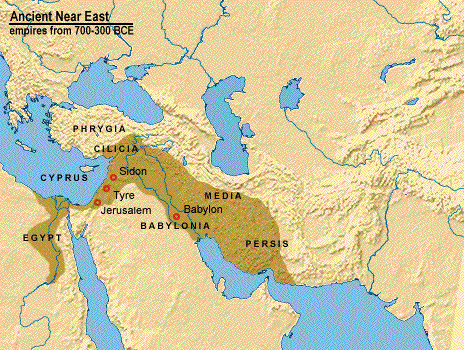 Ancient Near East
empires from 700-300 BCE
PHRYGIA
CILICIA
CYPRUS
Sidon
Tyre
Jerusalem
MEDIA
Babylon
BABYLONIA
EGYPT
PERSIS